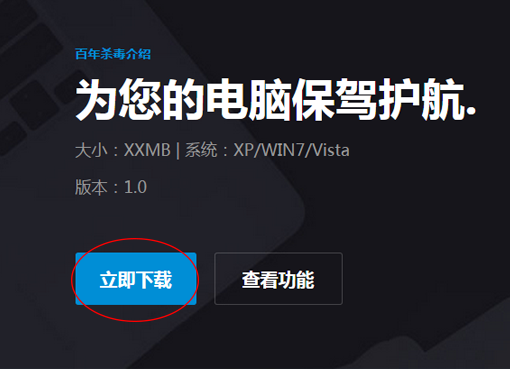 百年杀毒介绍
为您的电脑保驾护航.
大小：XXMB | 系统：XP/WIN7/Vista
版本：1.0
立即下载 查看功能